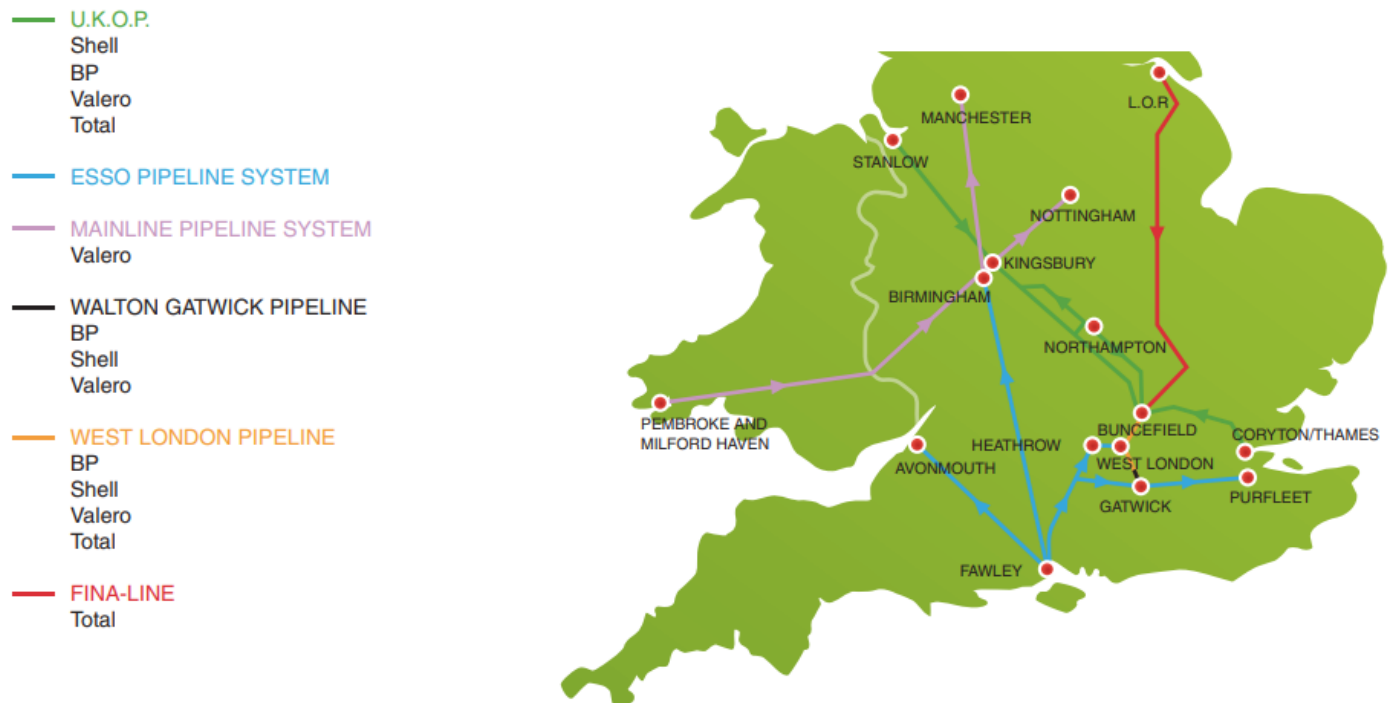 U.K.O.P.
Shell
BP
Valero
Total
ESSO PIPELINE SYSTEM
MAINLINE PIPELINE SYSTEM
Valero
WALTON GATWICK PIPELINE
BP
Shell
Valero
WEST LONDON PIPELINE
BP
Shell
Valero
Total
FINA-LINE
Total
L.O.R
MANCHESTER
STANLOW
NOTTINGHAM
KINGSBURY
BIRMINGHAM
NORTHAMPTON
PEMBROKE AND
MILFORD HAVEN
BUNCEFIELD
CORYTON/THAMES
HEATHROW
WEST LONDON
AVONMOUTH
PURFLEET
GATWICK
FAWLEY